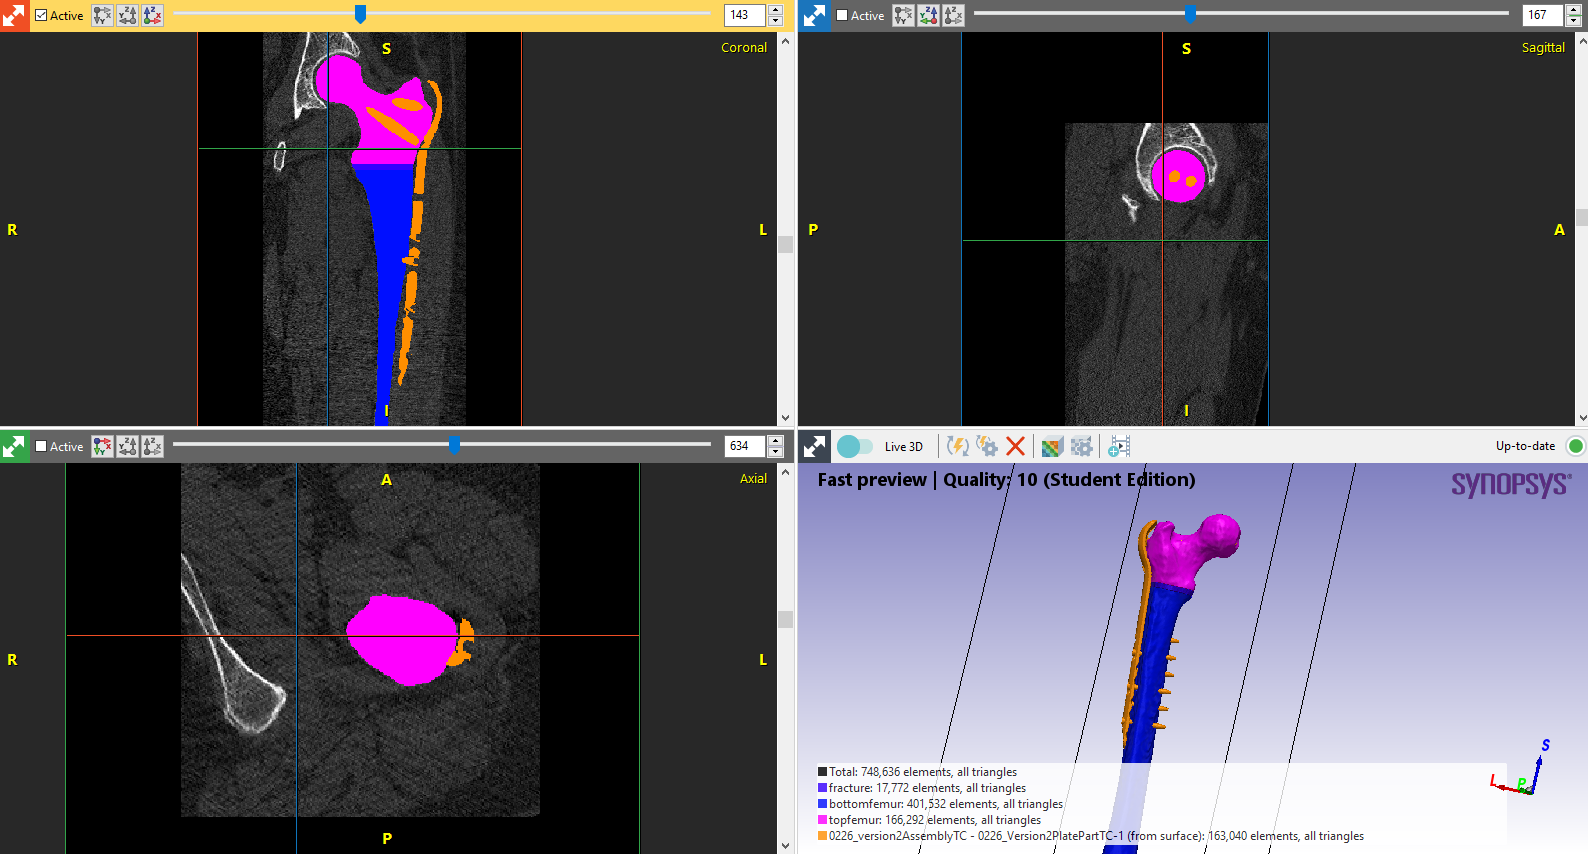 Active
143
Coronal
S
R
L
I
Active
167
Sagittal
S
P
A
I
Active
634
Axial
A
R
L
P
Live 3D
Up-to-date
Fast preview | Quality: 10 (Student Edition)
SYNOPSYS®
Total: 748,636 elements, all triangles
fracture: 17,772 elements, all triangles
bottomfemur: 401,532 elements, all triangles
topfemur: 166,292 elements, all triangles
0226_version2AssemblyTC - 0226_Version2PlatePartTC-1 (from surface): 163,040 elements, all triangles
S
L
P